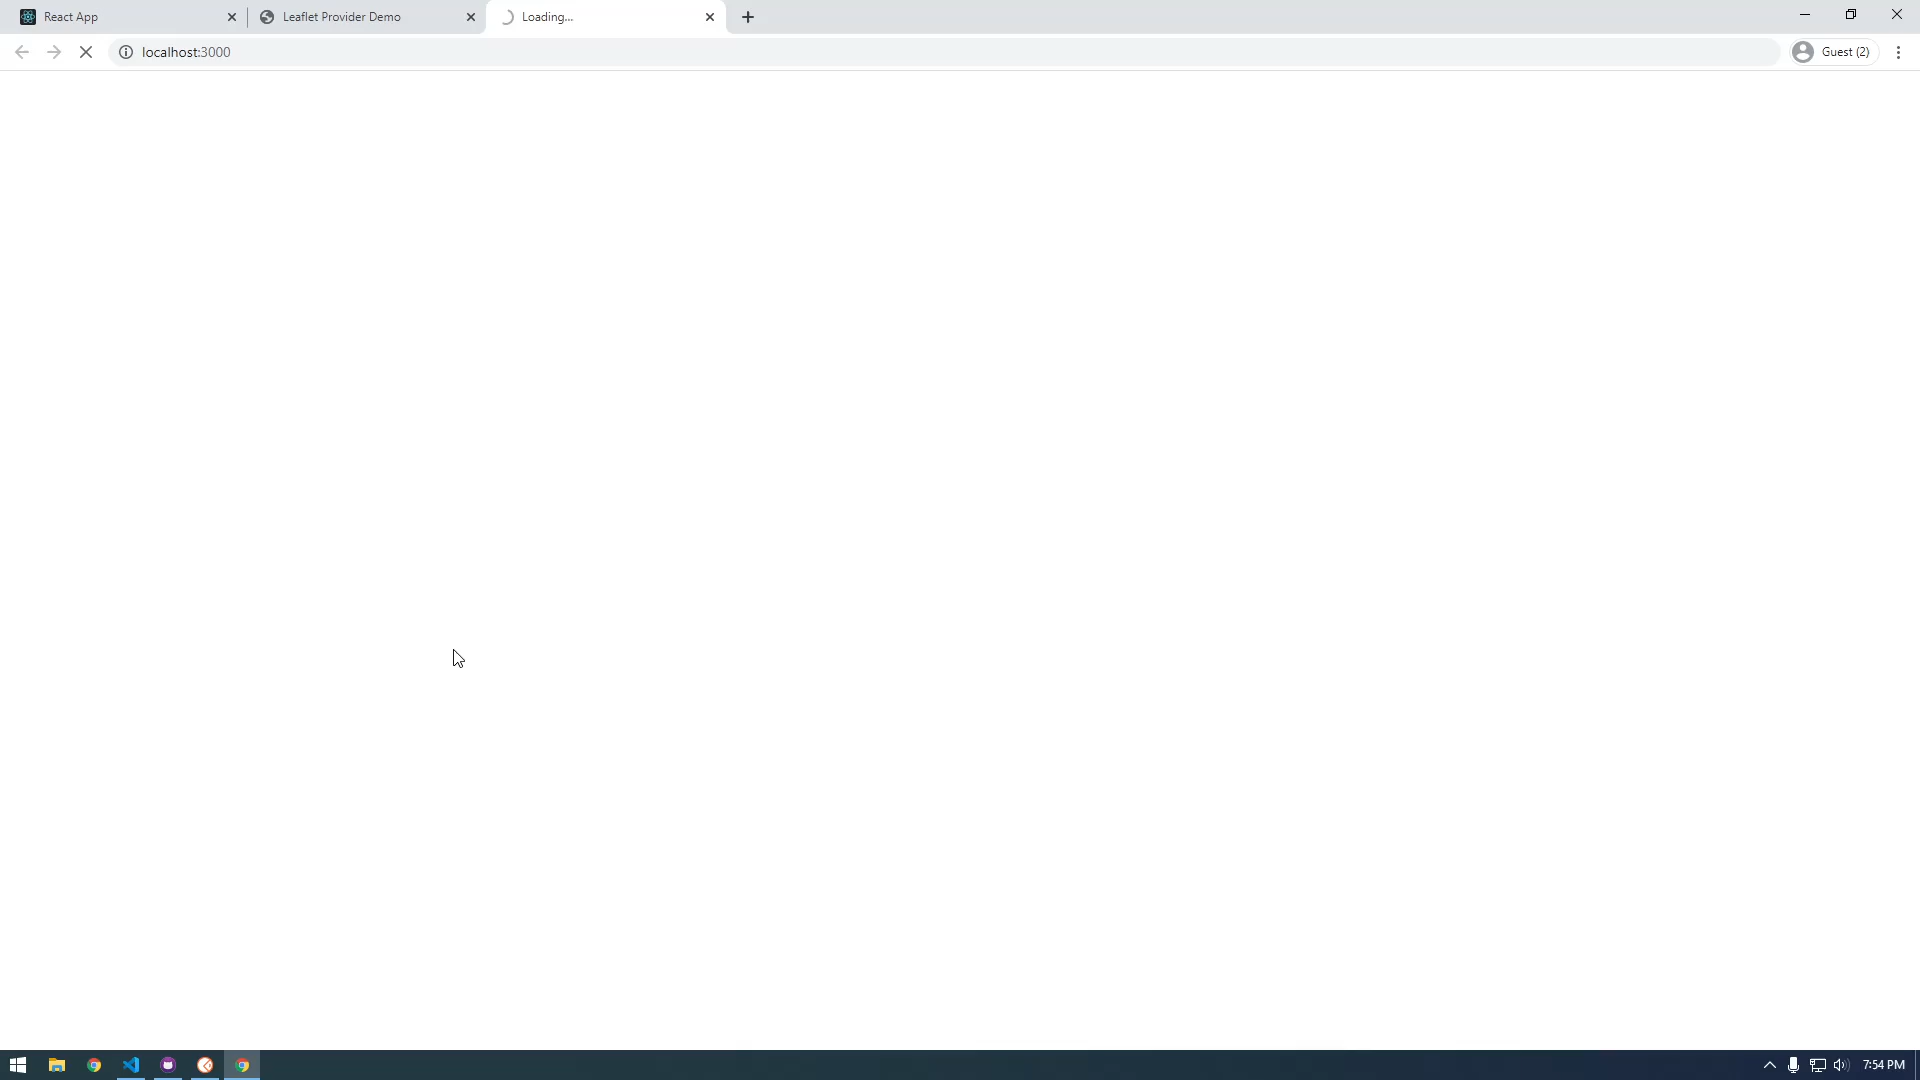 React App
Leaflet Provider Demo
Loading...
localhost:3000
Guest (2)
7:54 PM